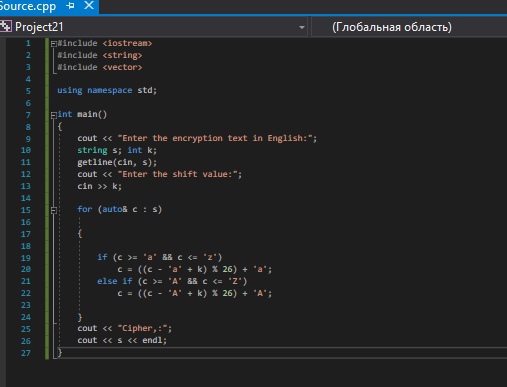 Source.cpp
Project21
(Глобальная область)
1 #include <iostream>
2 #include <string>
3 #include <vector>
4
5 using namespace std;
6
7 int main()
8 {
9 cout << "Enter the encryption text in English:";
10 string s; int k;
11 getline(cin, s);
12 cout << "Enter the shift value:";
13 cin >> k;
14
15 for (auto& c : s)
16
17 {
18
19 if (c >= 'a' && c <= 'z')
20 c = ((c - 'a' + k) % 26) + 'a';
21 else if (c >= 'A' && c <= 'Z')
22 c = ((c - 'A' + k) % 26) + 'A';
23
24 }
25 cout << "Cipher,:";
26 cout << s << endl;
27 }